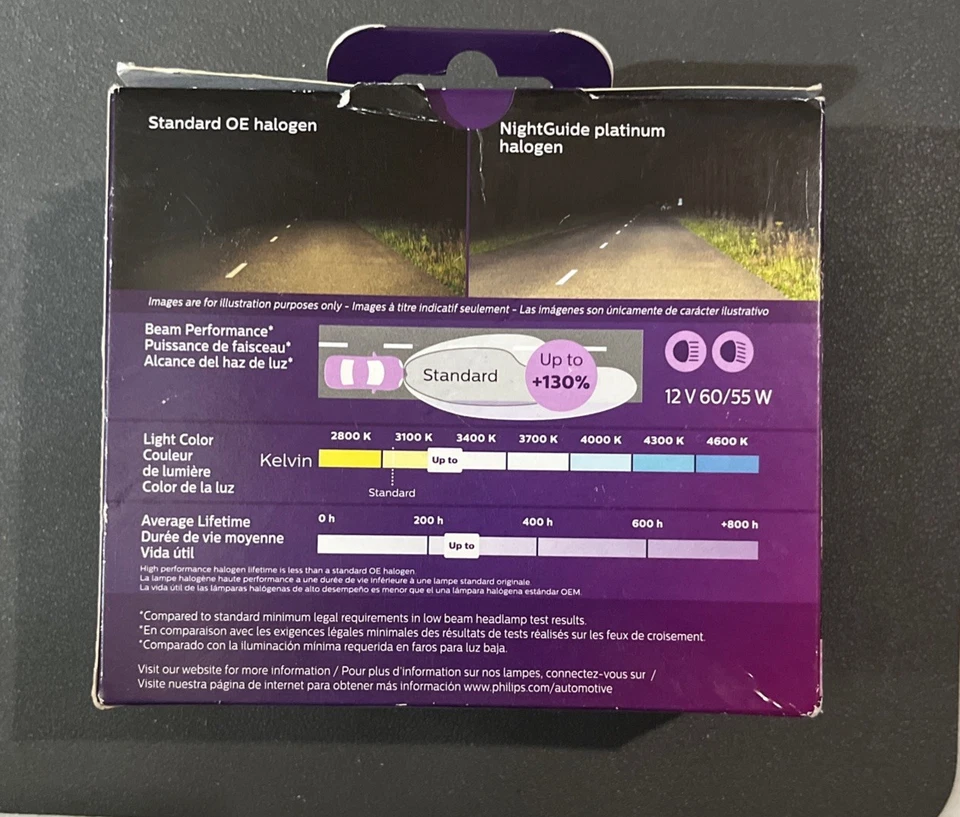 Standard OE halogen
NightGuide platinum
halogen
Images are for illustration purposes only - Images à titre indicatif seulement - Las imágenes son únicamente de carácter ilustrativo
Beam Performance*
Puissance de faisceau*
Alcance del haz de luz*
Standard
Up to
+130%
12 V 60/55 W
Light Color
Couleur
de lumière
Color de la luz
Kelvin
2800 K 3100 K 3400 K 3700 K 4000 K 4300 K 4600 K
Up to
Standard
Average Lifetime
Durée de vie moyenne
Vida útil
0 h 200 h 400 h 600 h +800 h
Up to
High performance halogen lifetime is less than a standard OE halogen.
La lampe halogène haute performance a une durée de vie inférieure à une lampe standard originale.
La vida útil de las lámparas halógenas de alto desempeño es menor que el una lámpara halógena estándar OEM.
*Compared to standard minimum legal requirements in low beam headlamp test results.
*En comparaison avec les exigences légales minimales des résultats de tests réalisés sur les feux de croisement.
*Comparado con la iluminación mínima requerida en faros para luz baja.
Visit our website for more information / Pour plus d'information sur nos lampes, connectez-vous sur /
Visite nuestra página de internet para obtener más información www.philips.com/automotive